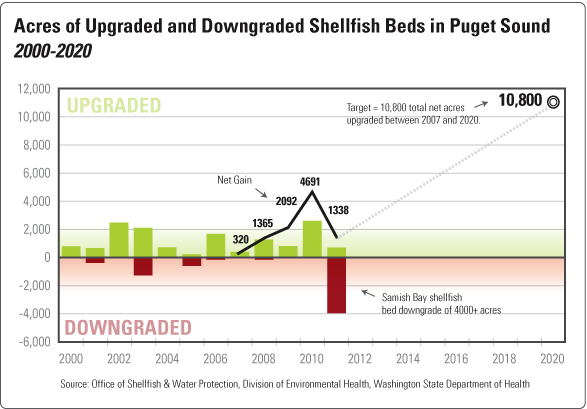 Acres of Upgraded and Downgraded Shellfish Beds in Puget Sound
2000-2020
12,000
UPGRADED
10,000
8,000
6,000
4,000
2,000
0
-2,000
-4,000
-6,000
Target = 10,800 total net acres
upgraded between 2007 and 2020.
10,800
Net Gain
320
1365
2092
4691
1338
Samish Bay shellfish
bed downgrade of 4000+ acres
DOWNGRADED
2000 2002 2004 2006 2008 2010 2012 2014 2016 2018 2020
Source: Office of Shellfish & Water Protection, Division of Environmental Health, Washington State Department of Health